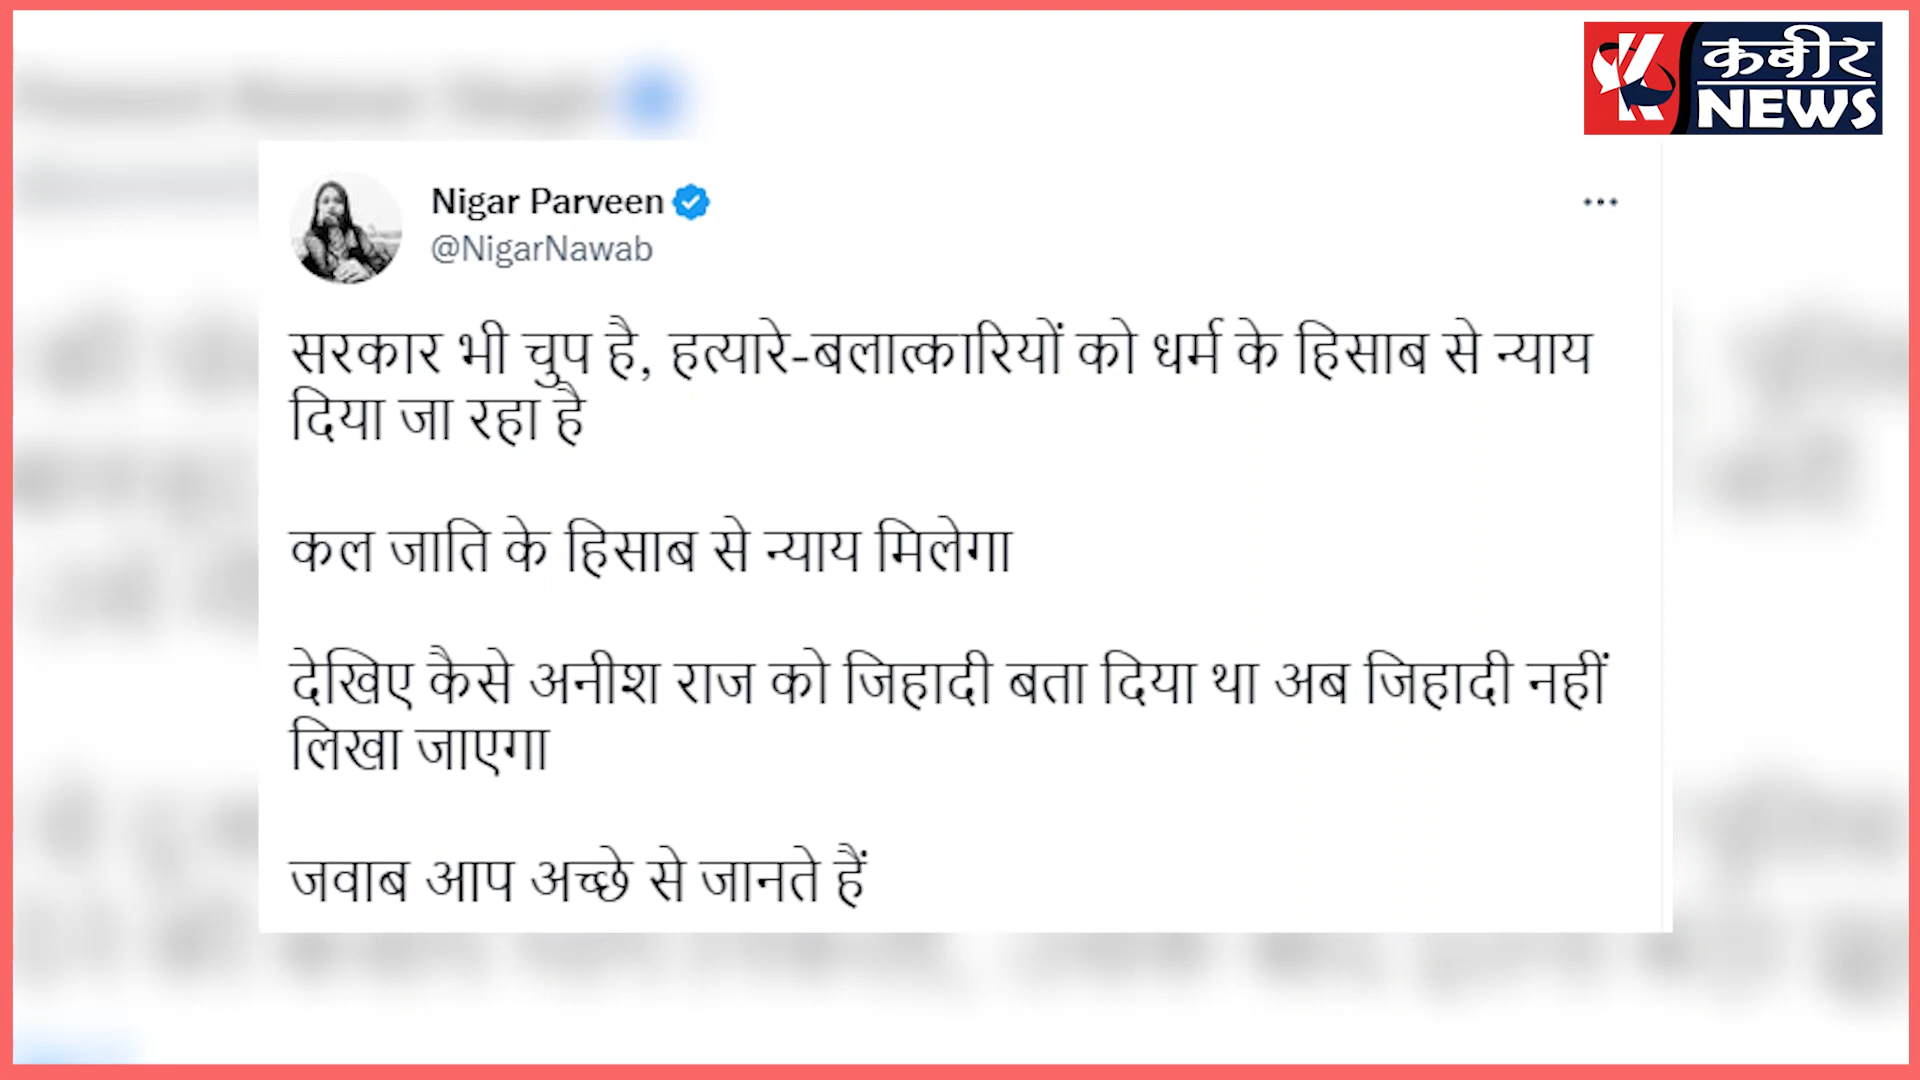 कबीर
NEWS
Nigar Parveen
@NigarNawab
सरकार भी चुप है, हत्यारे-बलात्कारियों को धर्म के हिसाब से न्याय
दिया जा रहा है
कल जाति के हिसाब से न्याय मिलेगा
देखिए कैसे अनीश राज को जिहादी बता दिया था अब जिहादी नहीं
लिखा जाएगा
जवाब आप अच्छे से जानते हैं